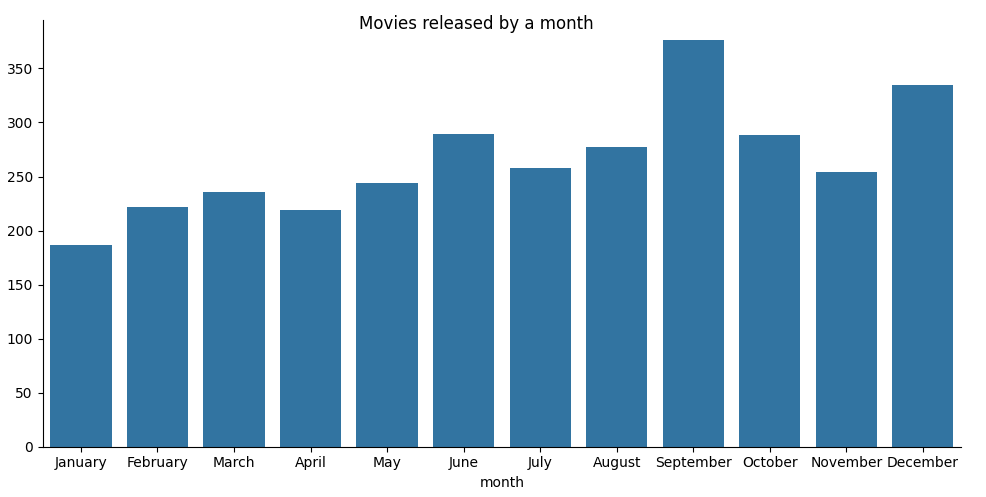 Movies released by a month
350
300
250
200
150
100
50
0
January February March April May June July August September October November December
month